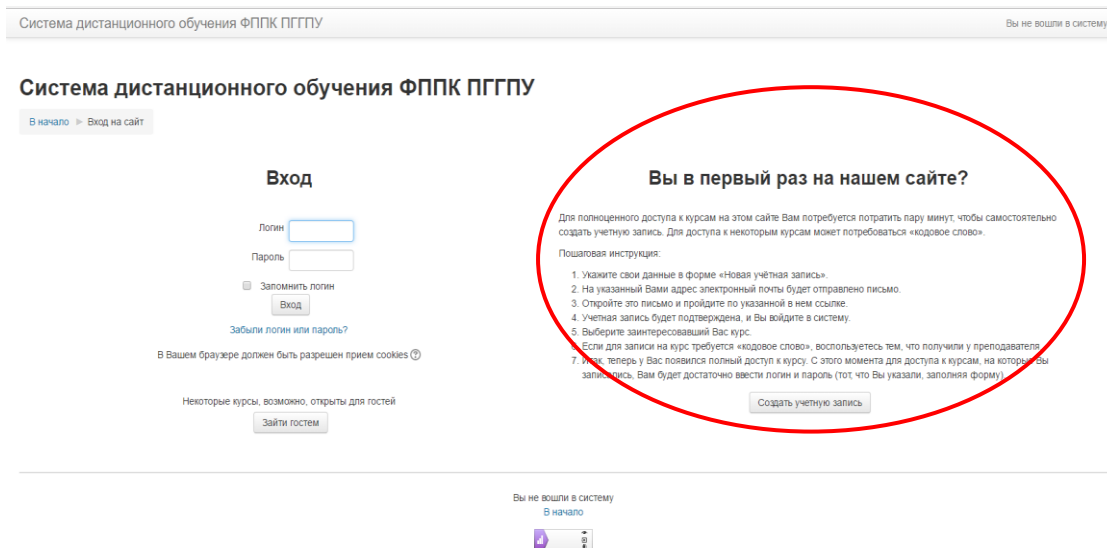 Система дистанционного обучения ФППК ПГГПУ
Вы не вошли в систему
Система дистанционного обучения ФППК ПГГПУ
В начало ► Вход на сайт
Вход
Логин
Пароль
Запомнить логин
Вход
Забыли логин или пароль?
В Вашем браузере должен быть разрешен прием cookies
Некоторые курсы, возможно, открыты для гостей
Зайти гостем
Вы в первый раз на нашем сайте?
Для полноценного доступа к курсам на этом сайте Вам потребуется потратить пару минут, чтобы самостоятельно
создать учетную запись. Для доступа к некоторым курсам может потребоваться «кодовое слово».
Пошаговая инструкция:
1. Укажите свои данные в форме «Новая учётная запись».
2. На указанный Вами адрес электронной почты будет отправлено письмо.
3. Откройте это письмо и пройдите по указанной в нем ссылке.
4. Учетная запись будет подтверждена, и Вы войдите в систему.
5. Выберите заинтересовавший Вас курс.
6. Если для записи на курс требуется «кодовое слово», воспользуетесь тем, что получили у преподавателя.
7. Итак, теперь у Вас появился полный доступ к курсу. С этого момента для доступа к курсам, на которые Вы
записались, Вам будет достаточно ввести логин и пароль (тот, что Вы указали, заполняя форму)
Создать учетную запись
Вы не вошли в систему
В начало